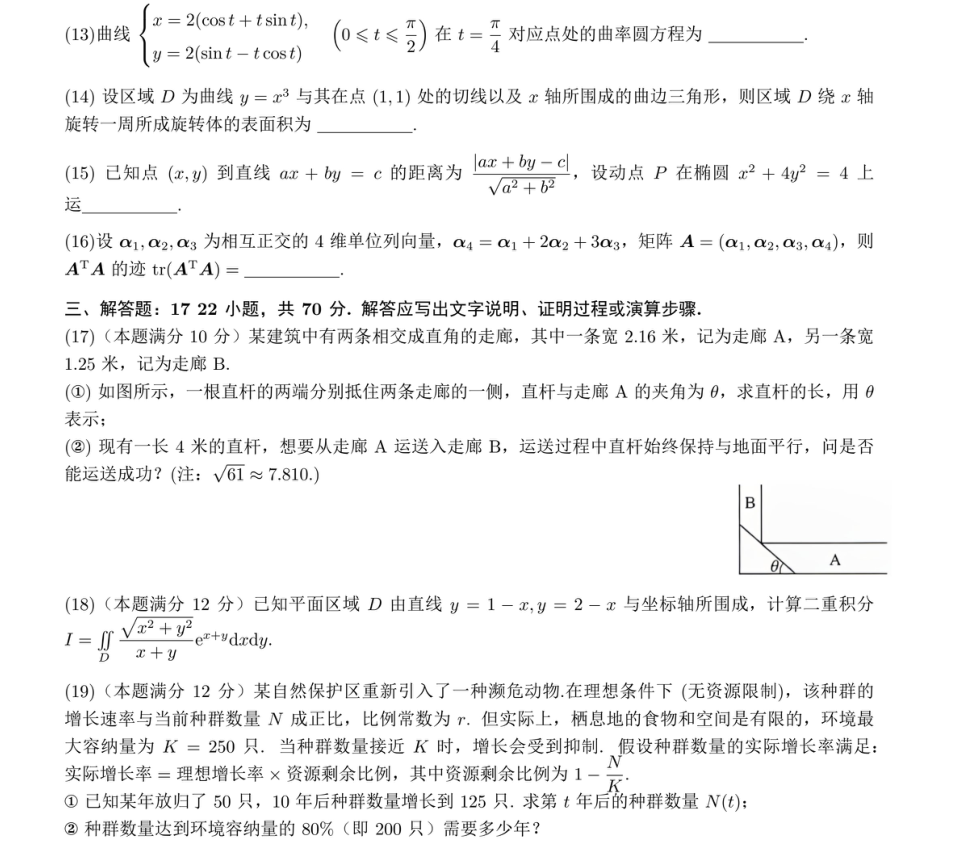 (13)曲线 { x = 2(cos t + t sin t), y = 2(sin t − t cos t) (0 ⩽ t ⩽ π/2) 在 t = π/4 对应点处的曲率圆方程为 ____.
(14) 设区域 D 为曲线 y = x³ 与其在点 (1, 1) 处的切线以及 x 轴所围成的曲边三角形，则区域 D 绕 x 轴
旋转一周所成旋转体的表面积为 ____.
(15) 已知点 (x, y) 到直线 ax + by = c 的距离为 |ax + by − c|/√(a² + b²)，设动点 P 在椭圆 x² + 4y² = 4 上
运____.
(16)设 α₁, α₂, α₃ 为相互正交的 4 维单位列向量，α₄ = α₁ + 2α₂ + 3α₃，矩阵 A = (α₁, α₂, α₃, α₄)，则
AᵀA 的迹 tr(AᵀA) = ____.
三、解答题：17 22 小题，共 70 分．解答应写出文字说明、证明过程或演算步骤．
(17)（本题满分 10 分）某建筑中有两条相交成直角的走廊，其中一条宽 2.16 米，记为走廊 A，另一条宽
1.25 米，记为走廊 B.
(①) 如图所示，一根直杆的两端分别抵住两条走廊的一侧，直杆与走廊 A 的夹角为 θ，求直杆的长，用 θ
表示；
(②) 现有一长 4 米的直杆，想要从走廊 A 运送入走廊 B，运送过程中直杆始终保持与地面平行，问是否
能运送成功？(注：√61 ≈ 7.810.)
B
A
θ
(18)（本题满分 12 分）已知平面区域 D 由直线 y = 1 − x, y = 2 − x 与坐标轴所围成，计算二重积分
I = ∬_D √(x² + y²)/(x + y) e^(x+y) dxdy.
(19)（本题满分 12 分）某自然保护区重新引入了一种濒危动物.在理想条件下 (无资源限制)，该种群的
增长速率与当前种群数量 N 成正比，比例常数为 r. 但实际上，栖息地的食物和空间是有限的，环境最
大容纳量为 K = 250 只．当种群数量接近 K 时，增长会受到抑制．假设种群数量的实际增长率满足：
实际增长率 = 理想增长率 × 资源剩余比例，其中资源剩余比例为 1 − N/K.
① 已知某年放归了 50 只，10 年后种群数量增长到 125 只. 求第 t 年后的种群数量 N(t)；
② 种群数量达到环境容纳量的 80%（即 200 只）需要多少年？